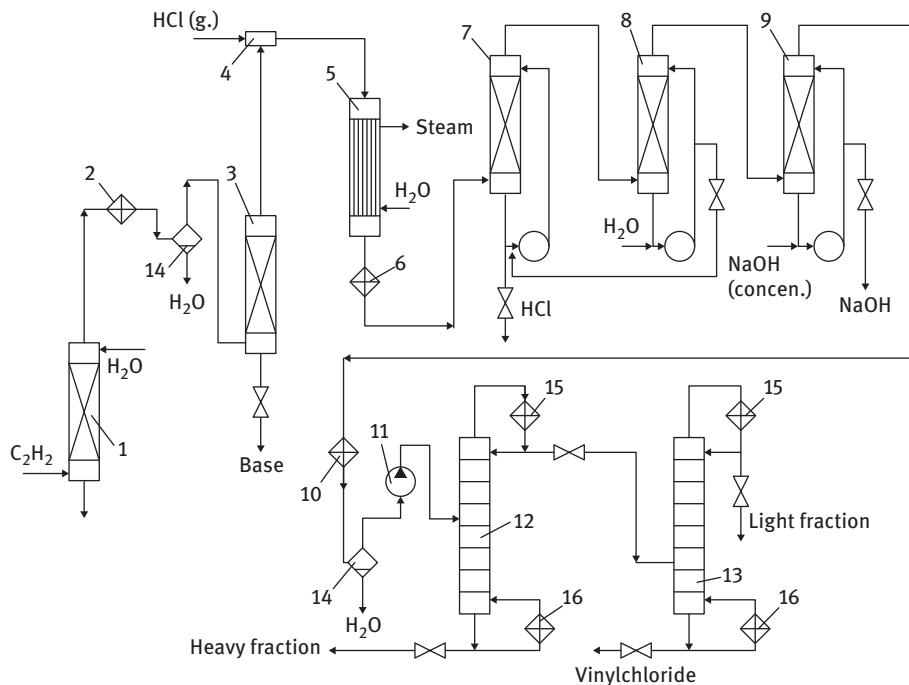 HCl (g.)
4
7
8
9
5
Steam
2
3
H₂O
14
H₂O
6
H₂O
NaOH
(concen.)
HCl
NaOH
H₂O
1
C₂H₂
Base
15
15
11
10
12
Light fraction
13
14
16
16
H₂O
Heavy fraction
Vinylchloride